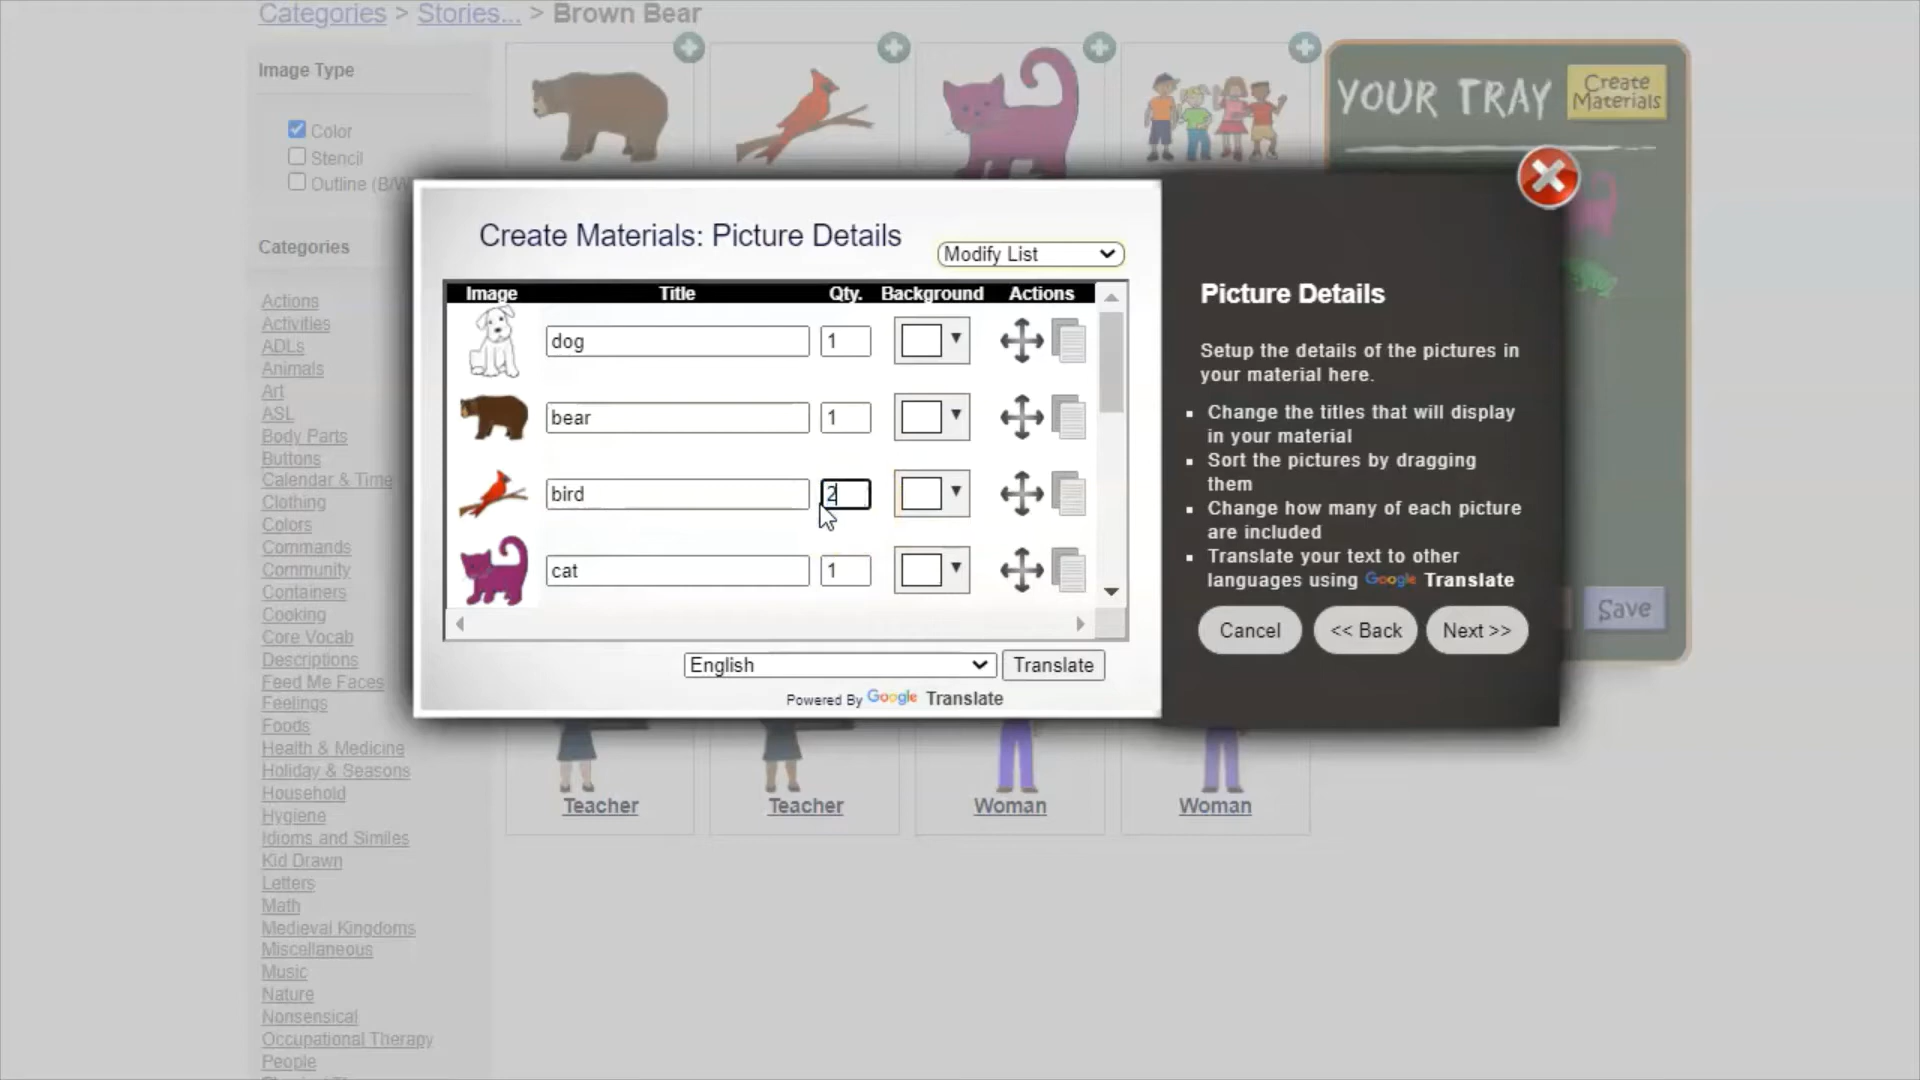 Categories > Stories... > Brown Bear
Image Type
Color
Stencil
Outline (B/W
Categories
Actions
Activities
ADLs
Animals
Art
ASL
Body Parts
Buttons
Calendar & Time
Clothing
Colors
Commands
Community
Containers
Cooking
Core Vocab
Descriptions
Feed Me Faces
Feelings
Foods
Health & Medicine
Holiday & Seasons
Household
Hygiene
Idioms and Similes
Kid Drawn
Letters
Math
Medieval Kingdoms
Miscellaneous
Music
Nature
Nonsensical
Occupational Therapy
People
YOUR TRAY
Create
Materials
Save
Create Materials: Picture Details
Modify List
Image Title Qty. Background Actions
dog 1
bear 1
bird 2
cat 1
English Translate
Powered By Google Translate
Picture Details
Setup the details of the pictures in
your material here.
Change the titles that will display
in your material
Sort the pictures by dragging
them
Change how many of each picture
are included
Translate your text to other
languages using Google Translate
Cancel << Back Next >>
Teacher Teacher Woman Woman